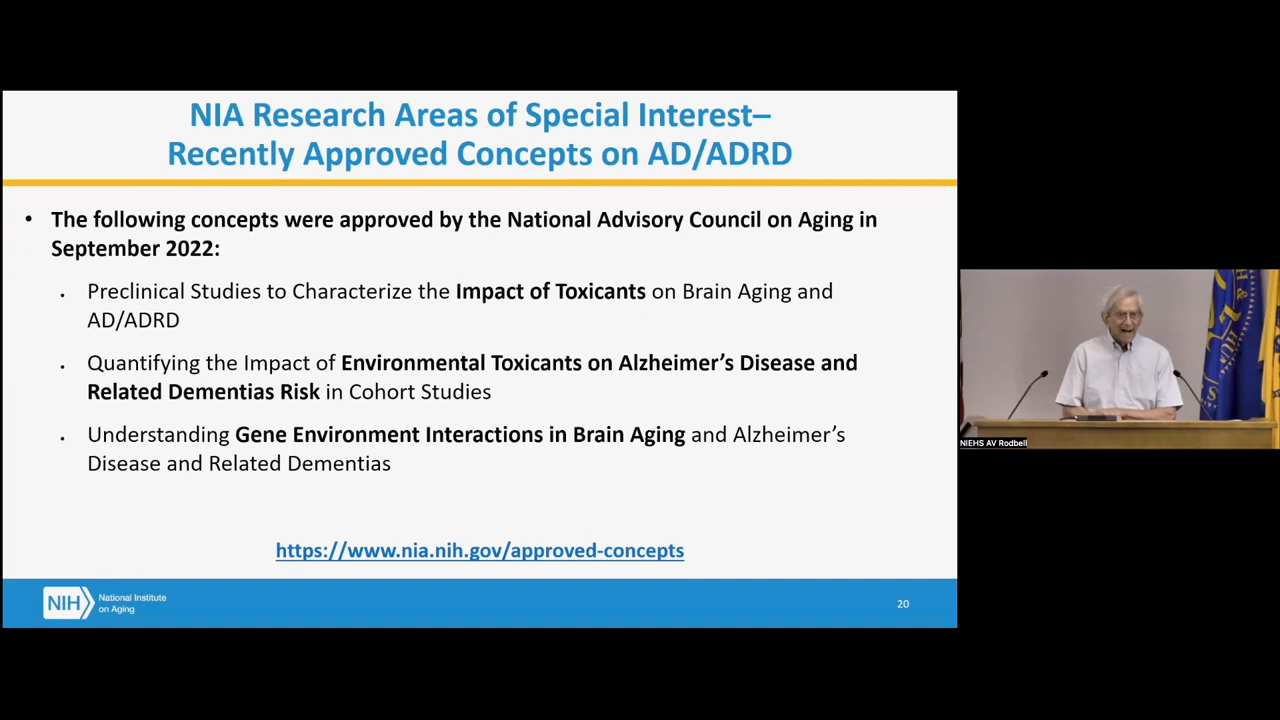 NIA Research Areas of Special Interest–
Recently Approved Concepts on AD/ADRD
• The following concepts were approved by the National Advisory Council on Aging in
September 2022:
• Preclinical Studies to Characterize the Impact of Toxicants on Brain Aging and
AD/ADRD
• Quantifying the Impact of Environmental Toxicants on Alzheimer’s Disease and
Related Dementias Risk in Cohort Studies
• Understanding Gene Environment Interactions in Brain Aging and Alzheimer’s
Disease and Related Dementias
https://www.nia.nih.gov/approved-concepts
NIH
National Institute
on Aging
20
NIEHS AV Rodbell